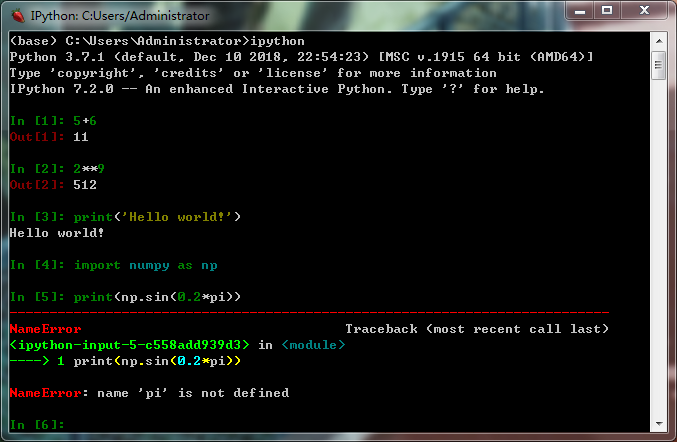 IPython: C:Users/Administrator
(base) C:\Users\Administrator>ipython
Python 3.7.1 (default, Dec 10 2018, 22:54:23) [MSC v.1915 64 bit (AMD64)]
Type 'copyright', 'credits' or 'license' for more information
IPython 7.2.0 -- An enhanced Interactive Python. Type '?' for help.
In [1]: 5+6
Out[1]: 11
In [2]: 2**9
Out[2]: 512
In [3]: print('Hello world!')
Hello world!
In [4]: import numpy as np
In [5]: print(np.sin(0.2*pi))
---------------------------------------------------------------------------
NameError                                 Traceback (most recent call last)
<ipython-input-5-c558add939d3> in <module>
----> 1 print(np.sin(0.2*pi))
NameError: name 'pi' is not defined
In [6]: